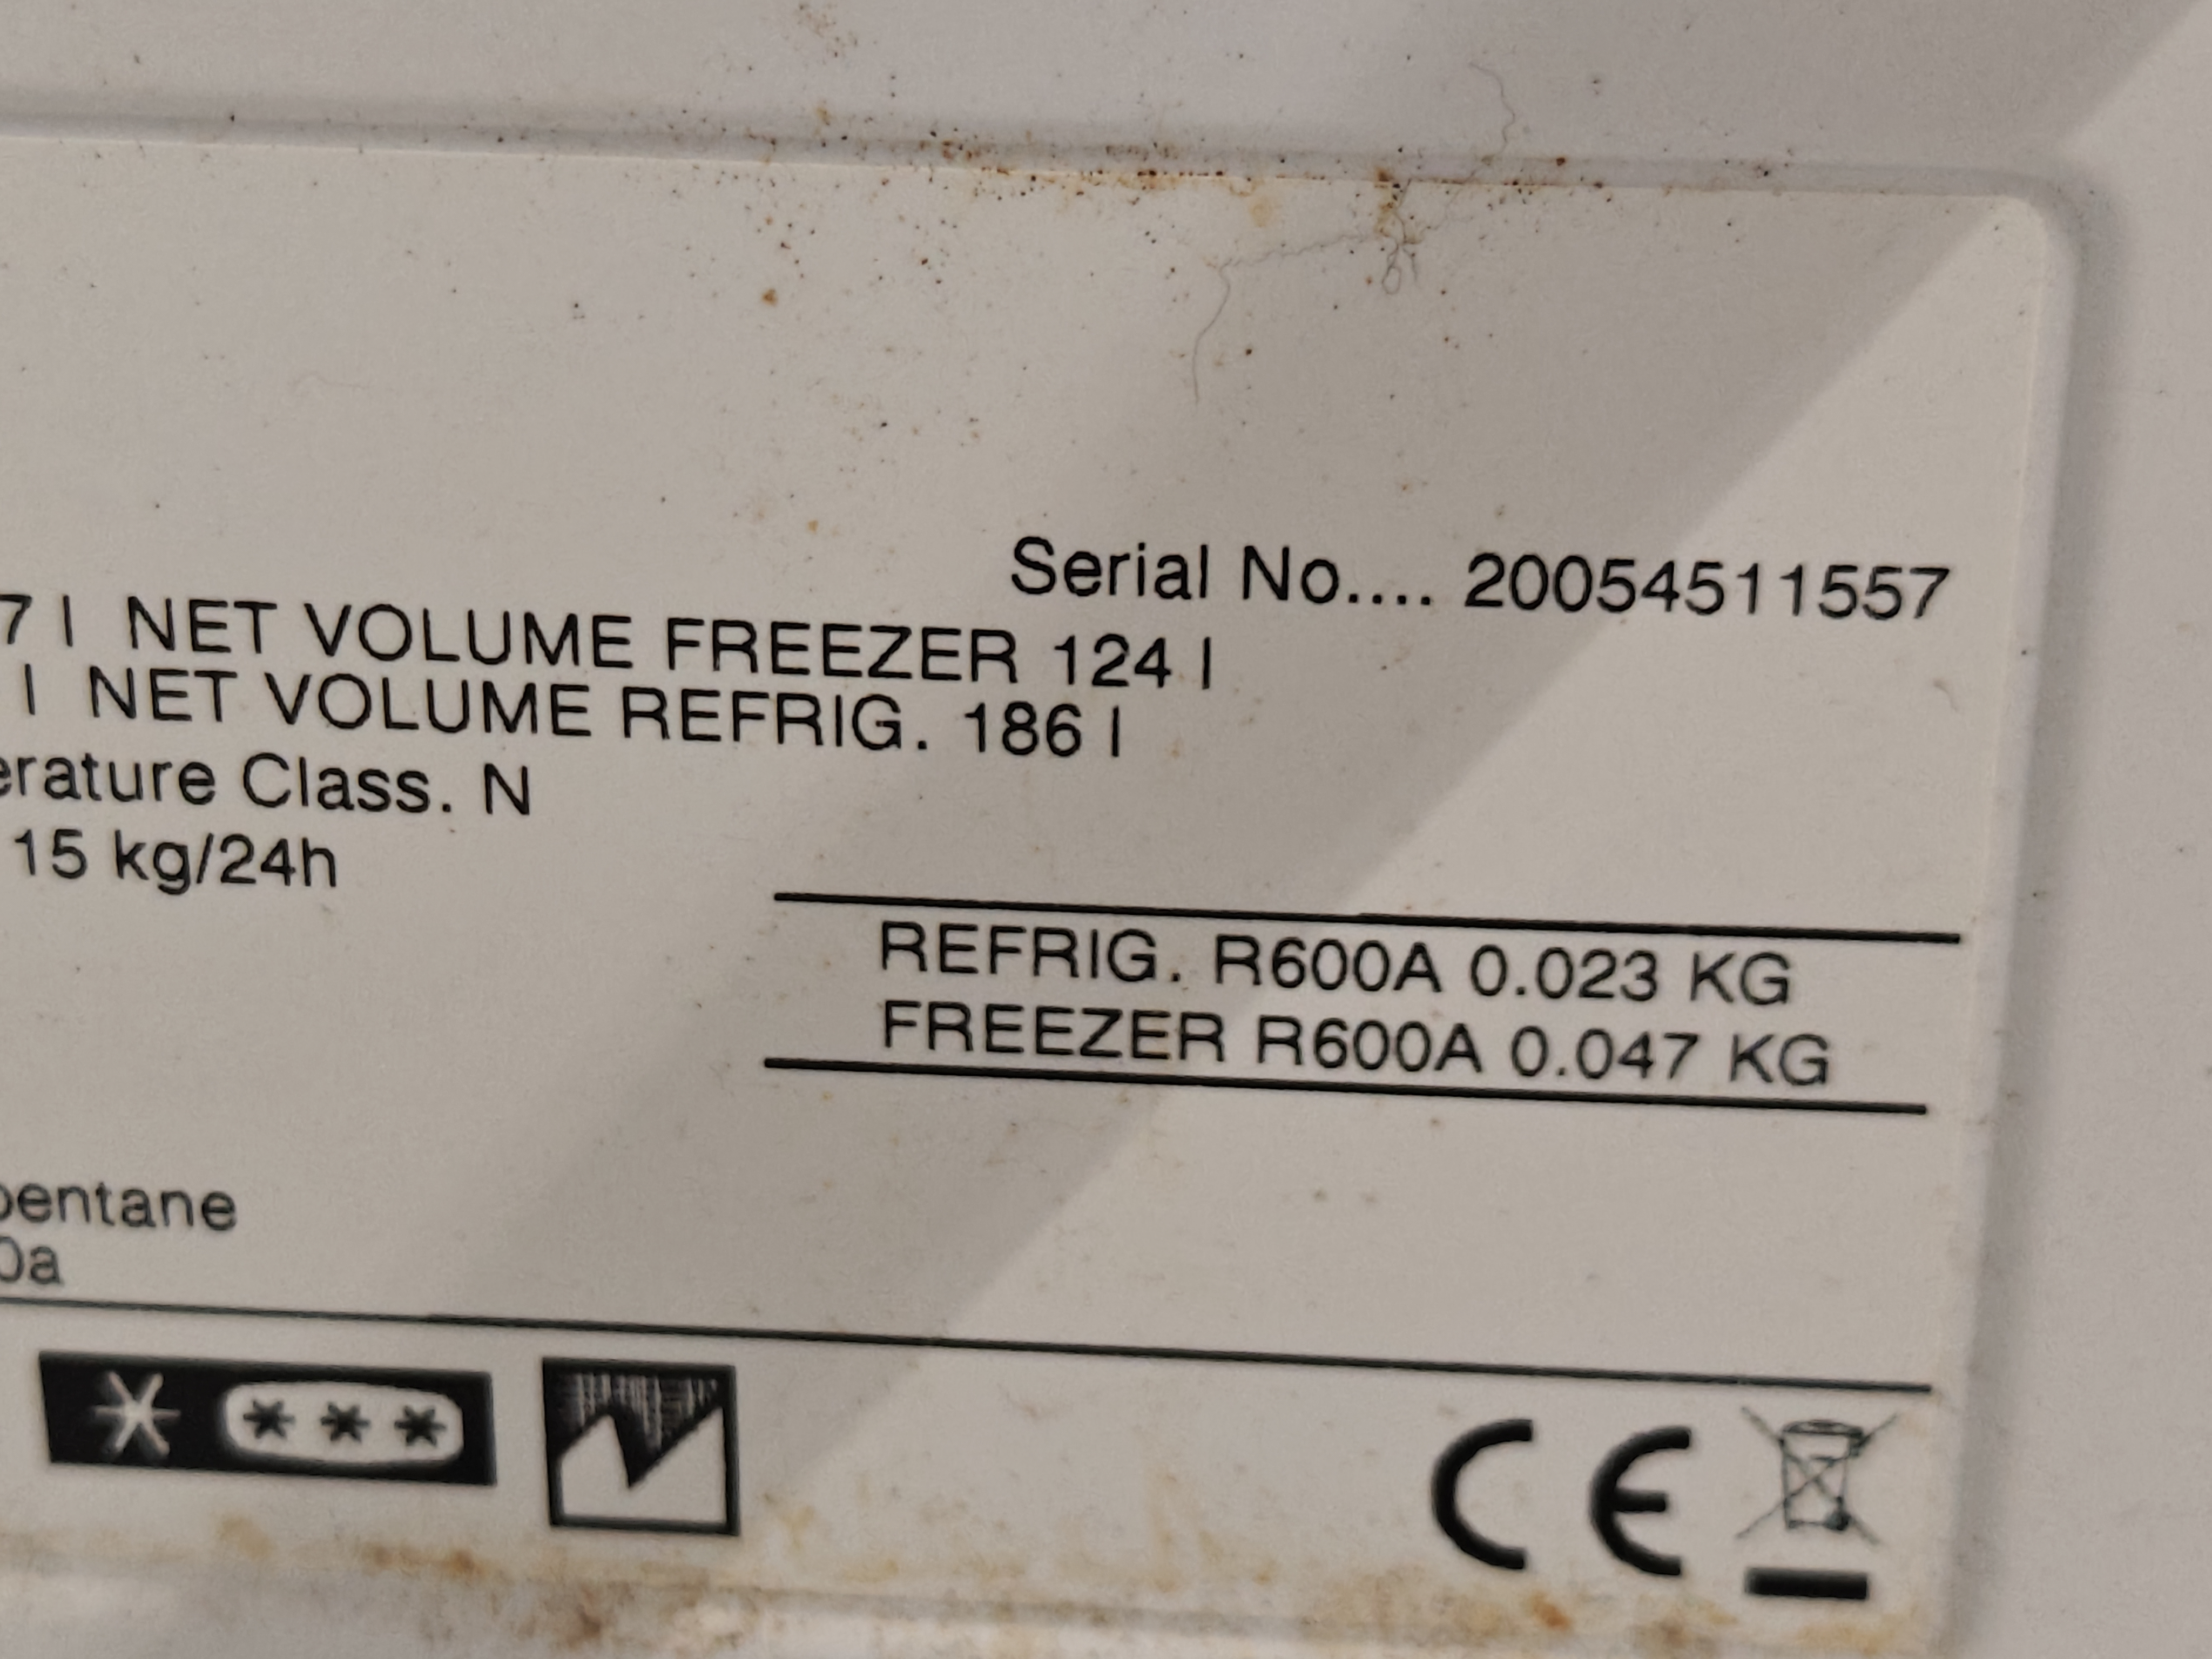 Serial No.... 20054511557
7 l NET VOLUME FREEZER 124 l
l NET VOLUME REFRIG. 186 l
erature Class. N
15 kg/24h
REFRIG. R600A 0.023 KG
FREEZER R600A 0.047 KG
pentane
0a
* ***
CE